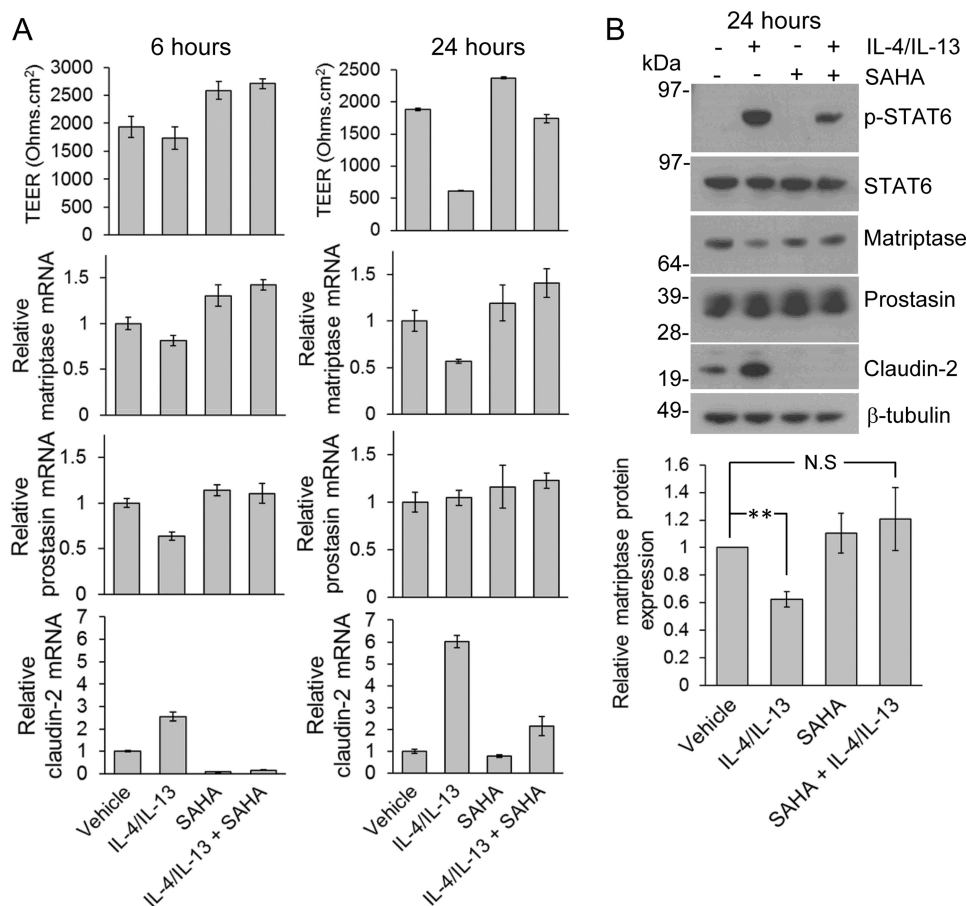 A
6 hours
24 hours
TEER (Ohms.cm²)
3000
2500
2000
1500
1000
500
0
TEER (Ohms.cm²)
2500
2000
1500
1000
500
0
Relative
matriptase mRNA
1.5
1
0.5
0
Relative
matriptase mRNA
1.5
1
0.5
0
Relative
prostasin mRNA
1.5
1
0.5
0
Relative
prostasin mRNA
1.5
1
0.5
0
Relative
claudin-2 mRNA
7
6
5
4
3
2
1
0
Relative
claudin-2 mRNA
7
6
5
4
3
2
1
0
Vehicle
IL-4/IL-13
SAHA
IL-4/IL-13 + SAHA
Vehicle
IL-4/IL-13
SAHA
IL-4/IL-13 + SAHA
B
24 hours
- + - + IL-4/IL-13
kDa
- - + + SAHA
97-
p-STAT6
97-
STAT6
Matriptase
64-
39-
Prostasin
28-
Claudin-2
19-
49-
β-tubulin
Relative matriptase protein
expression
1.6
1.4
1.2
1
0.8
0.6
0.4
0.2
0
N.S
**
Vehicle
IL-4/IL-13
SAHA
SAHA + IL-4/IL-13